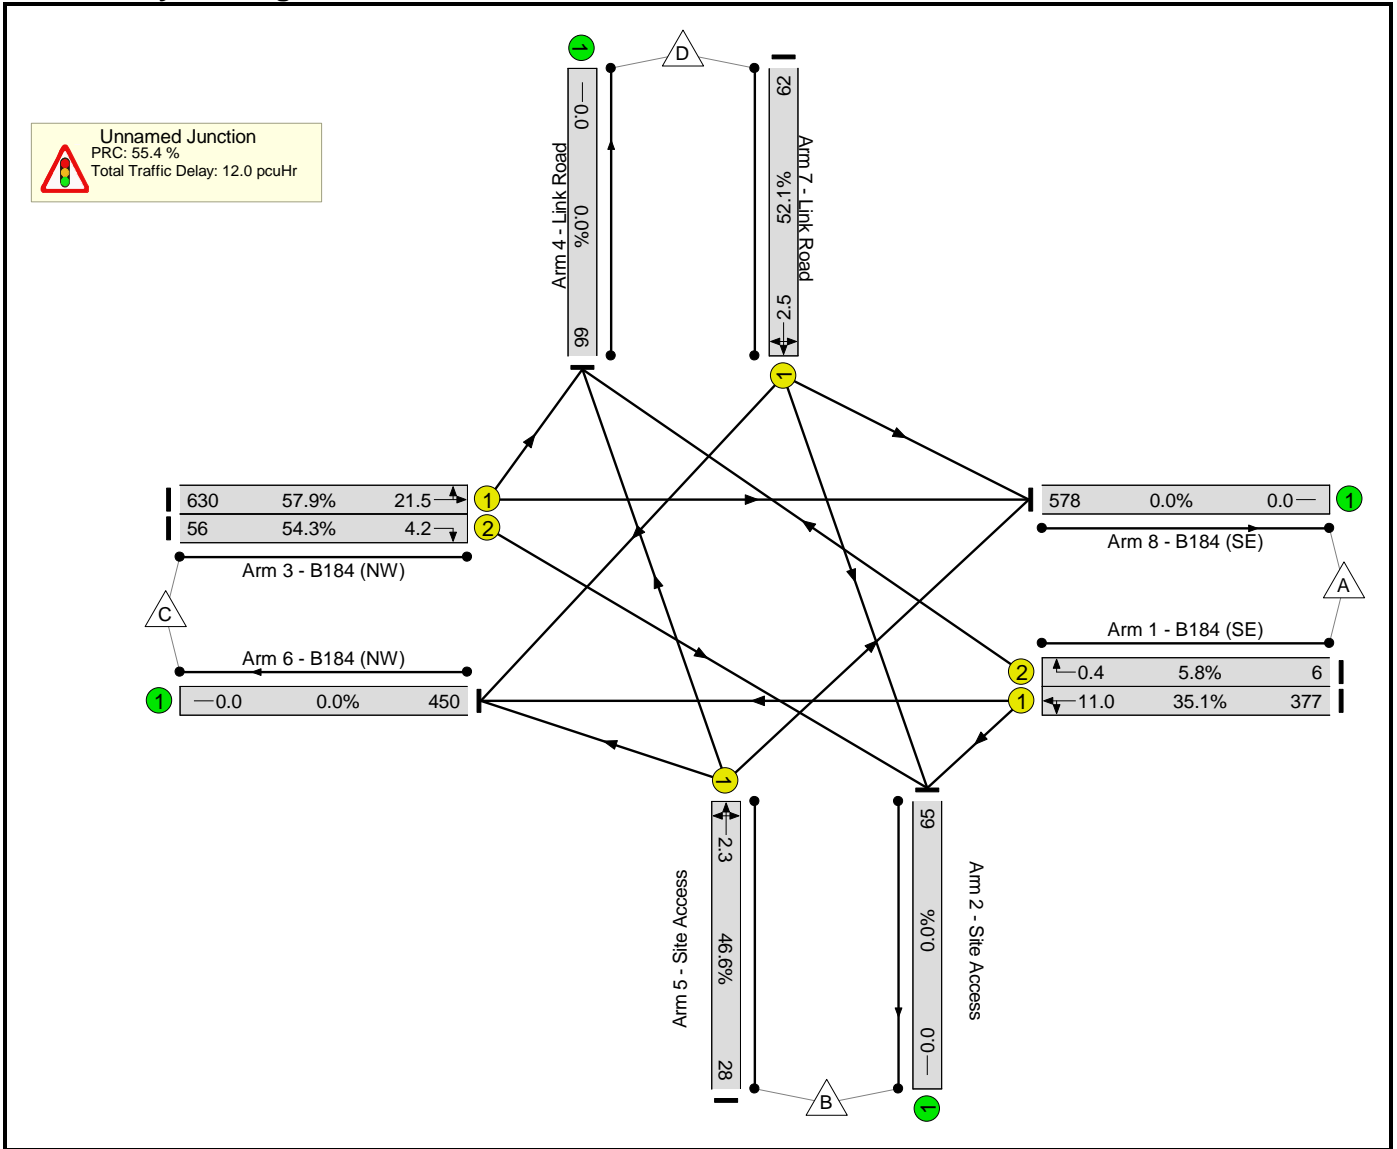 1
D
Unnamed Junction
PRC: 55.4 %
Total Traffic Delay: 12.0 pcuHr
Arm 4 - Link Road
0.0
0.0%
66
62
52.1%
2.5
Arm 7 - Link Road
1
630 57.9% 21.5
1
56 54.3% 4.2
2
Arm 3 - B184 (NW)
C
Arm 6 - B184 (NW)
1
0.0 0.0% 450
578 0.0% 0.0
1
Arm 8 - B184 (SE)
A
Arm 1 - B184 (SE)
2
0.4 5.8% 6
1
11.0 35.1% 377
1
2.3
46.6%
28
Arm 5 - Site Access
65
0.0%
0.0
Arm 2 - Site Access
B
1